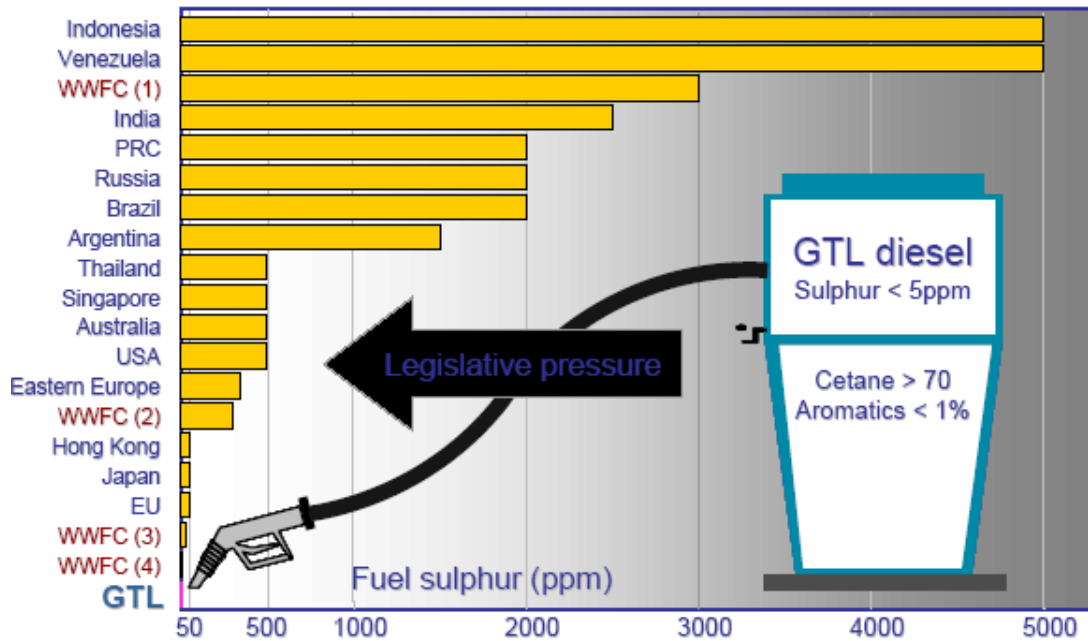 Indonesia
Venezuela
WWFC (1)
India
PRC
Russia
Brazil
Argentina
Thailand
Singapore
Australia
USA
Eastern Europe
WWFC (2)
Hong Kong
Japan
EU
WWFC (3)
WWFC (4)
GTL
Legislative pressure
GTL diesel
Sulphur < 5ppm
Cetane > 70
Aromatics < 1%
Fuel sulphur (ppm)
50 500 1000 2000 3000 4000 5000